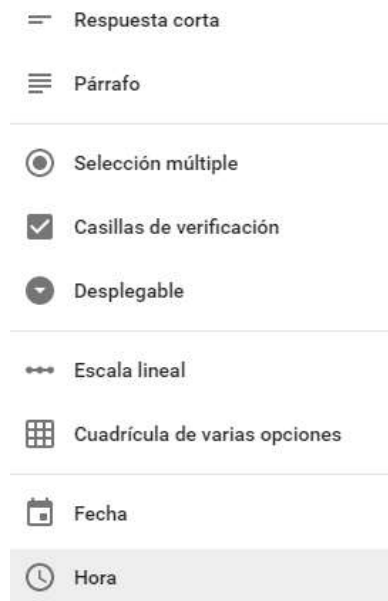 Respuesta corta
Párrafo
Selección múltiple
Casillas de verificación
Desplegable
Escala lineal
Cuadrícula de varias opciones
Fecha
Hora